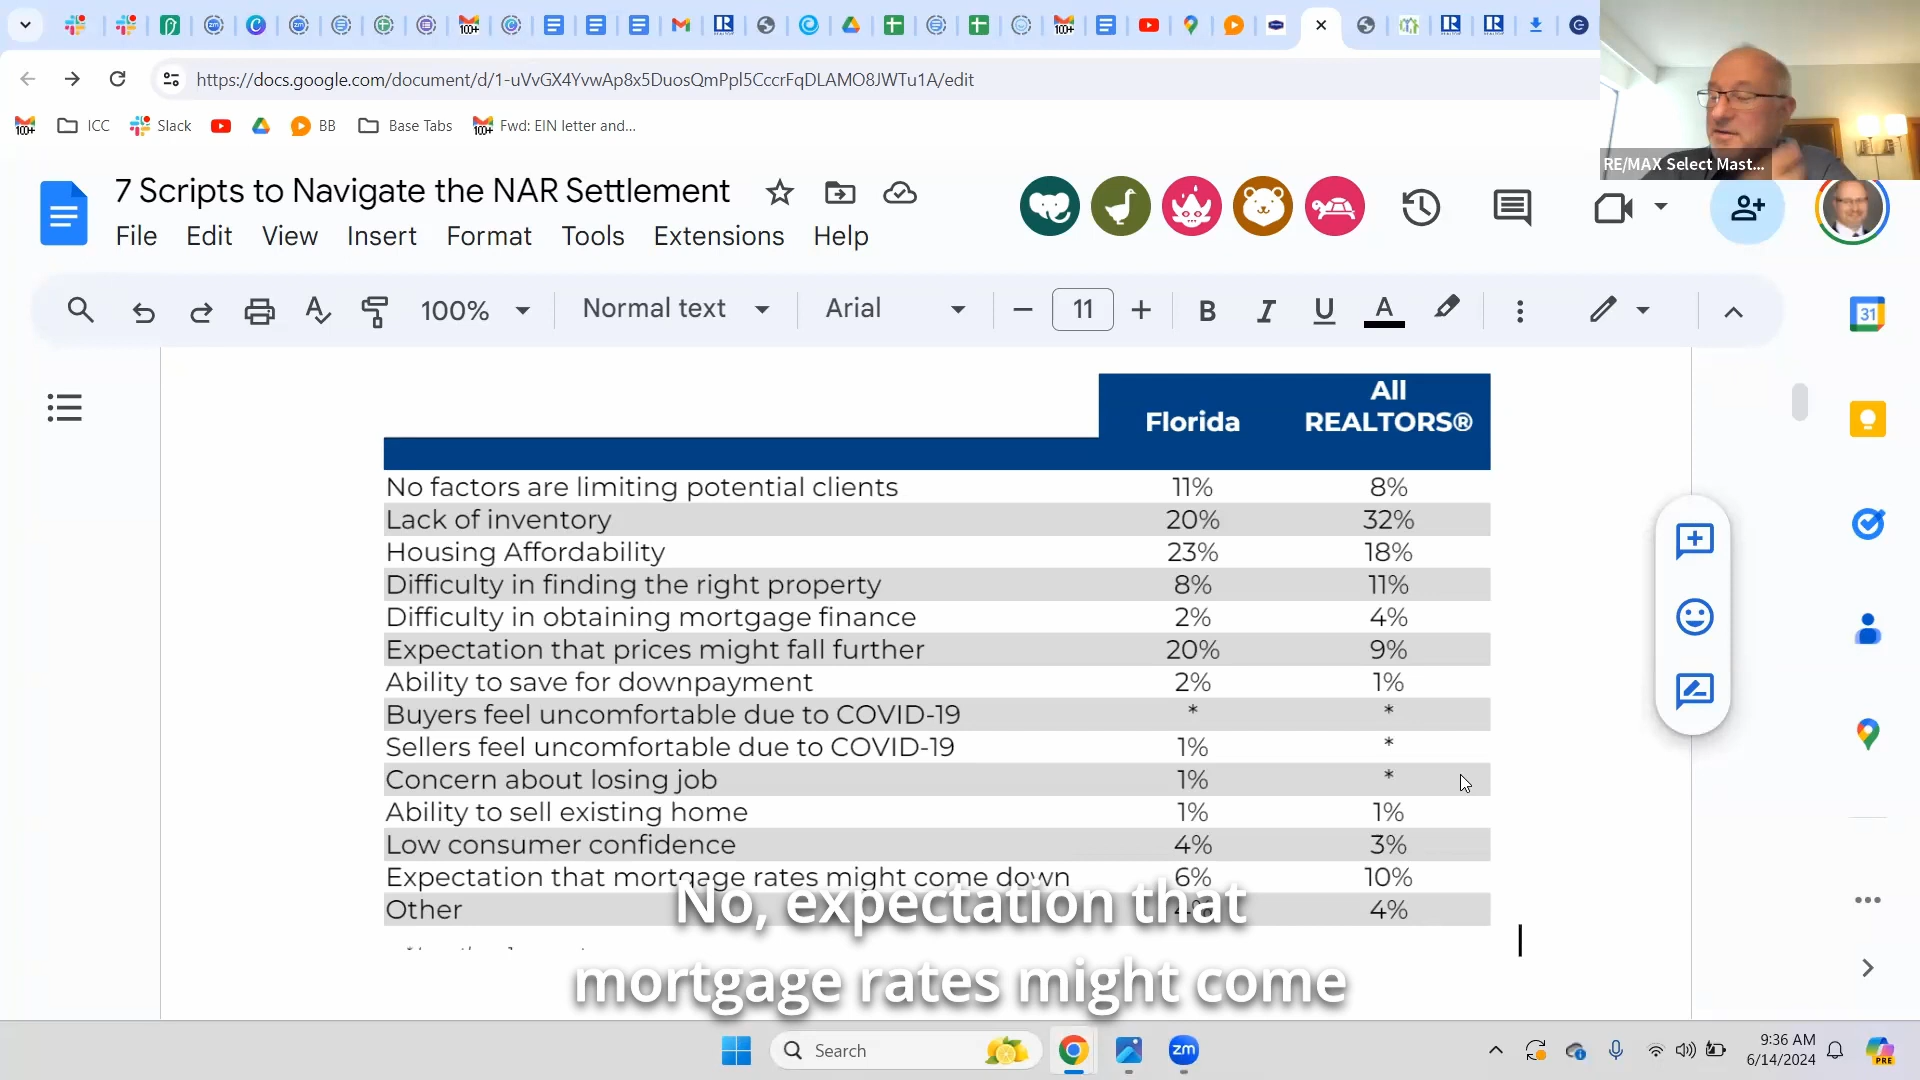 https://docs.google.com/document/d/1-uVvGX4YvwAp8x5DuosQmPpl5CccrFqDLAMO8JWTu1A/edit
100+ ICC Slack BB Base Tabs 100+ Fwd: EIN letter and...
RE/MAX Select Mast...
7 Scripts to Navigate the NAR Settlement
File Edit View Insert Format Tools Extensions Help
100% Normal text Arial 11 B I U A
31
All
Florida REALTORS®
No factors are limiting potential clients 11% 8%
Lack of inventory 20% 32%
Housing Affordability 23% 18%
Difficulty in finding the right property 8% 11%
Difficulty in obtaining mortgage finance 2% 4%
Expectation that prices might fall further 20% 9%
Ability to save for downpayment 2% 1%
Buyers feel uncomfortable due to COVID-19 * *
Sellers feel uncomfortable due to COVID-19 1% *
Concern about losing job 1% *
Ability to sell existing home 1% 1%
Low consumer confidence 4% 3%
Expectation that mortgage rates might come down 6% 10%
Other 4%
No, expectation that
mortgage rates might come
Search zm
9:36 AM
6/14/2024
PRE